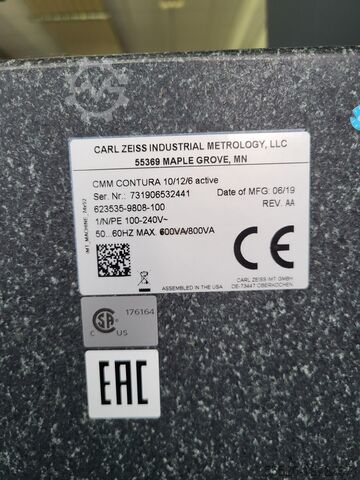 CARL ZEISS INDUSTRIAL METROLOGY, LLC
55369 MAPLE GROVE, MN
CMM CONTURA 10/12/6 active
Ser. Nr.: 731906532441
Date of MFG: 06/19
623535-9808-100
REV. AA
1/N/PE 100-240V~
50...60HZ MAX. 600VA/800VA
CE
ASSEMBLED IN THE USA
CARL ZEISS IMT GMBH
DE-73447 OBERKOCHEN
176164
C SA US
EAC